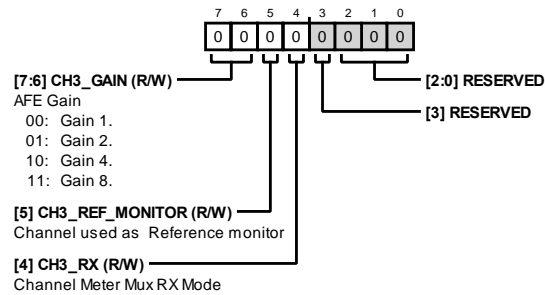 7 6 5 4 3 2 1 0
0 0 0 0 0 0 0 0
[7:6] CH3_GAIN (R/W)
AFE Gain
00: Gain 1.
01: Gain 2.
10: Gain 4.
11: Gain 8.
[5] CH3_REF_MONITOR (R/W)
Channel used as Reference monitor
[4] CH3_RX (R/W)
Channel Meter Mux RX Mode
[2:0] RESERVED
[3] RESERVED